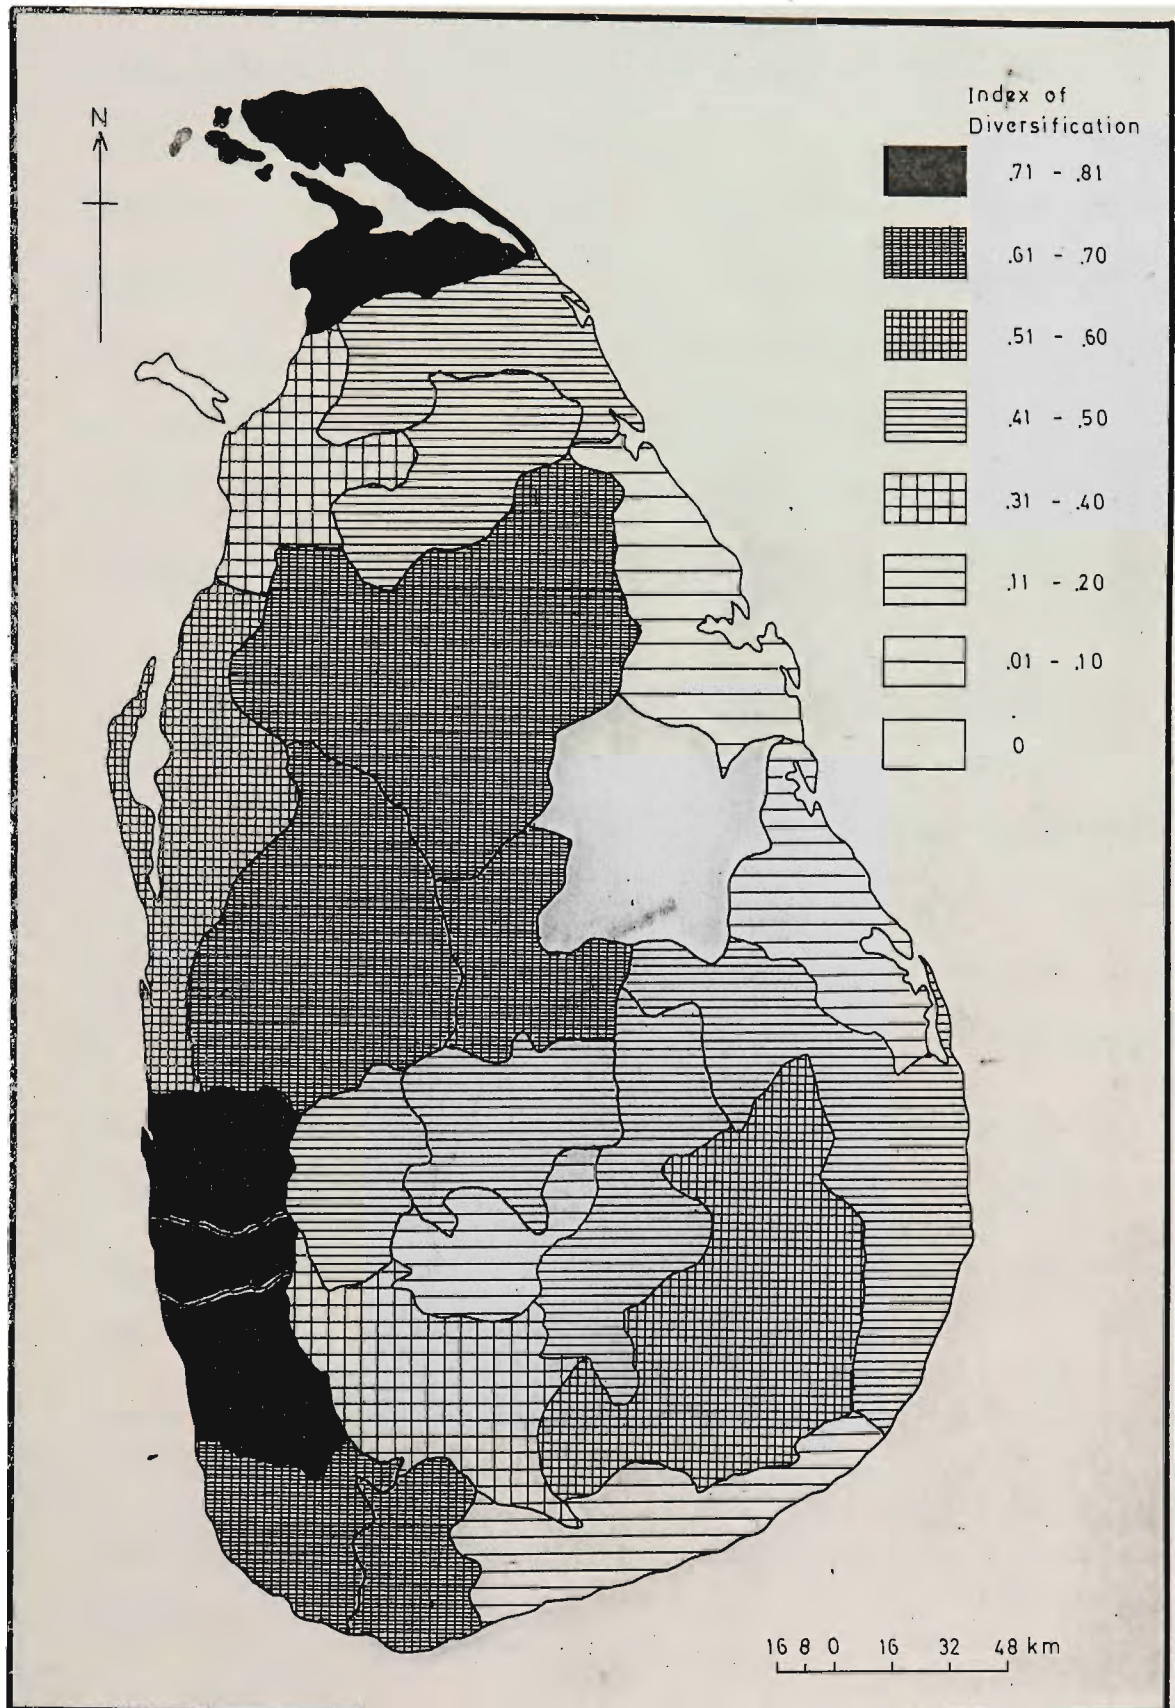 N
Index of
Diversification
.71 - .81
.61 - .70
.51 - .60
.41 - .50
.31 - .40
.11 - .20
.01 - .10
0
16 8 0 16 32 48 km